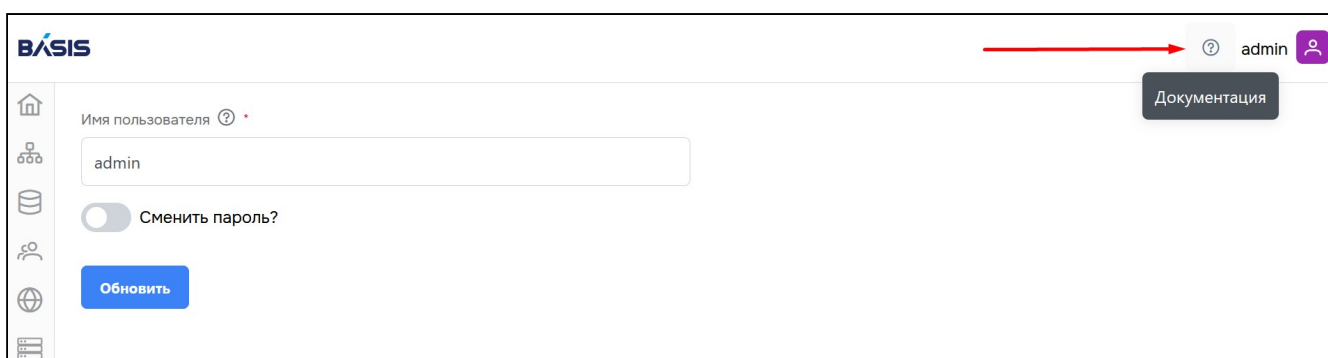 BASIS
admin
Документация
Имя пользователя *
admin
Сменить пароль?
Обновить